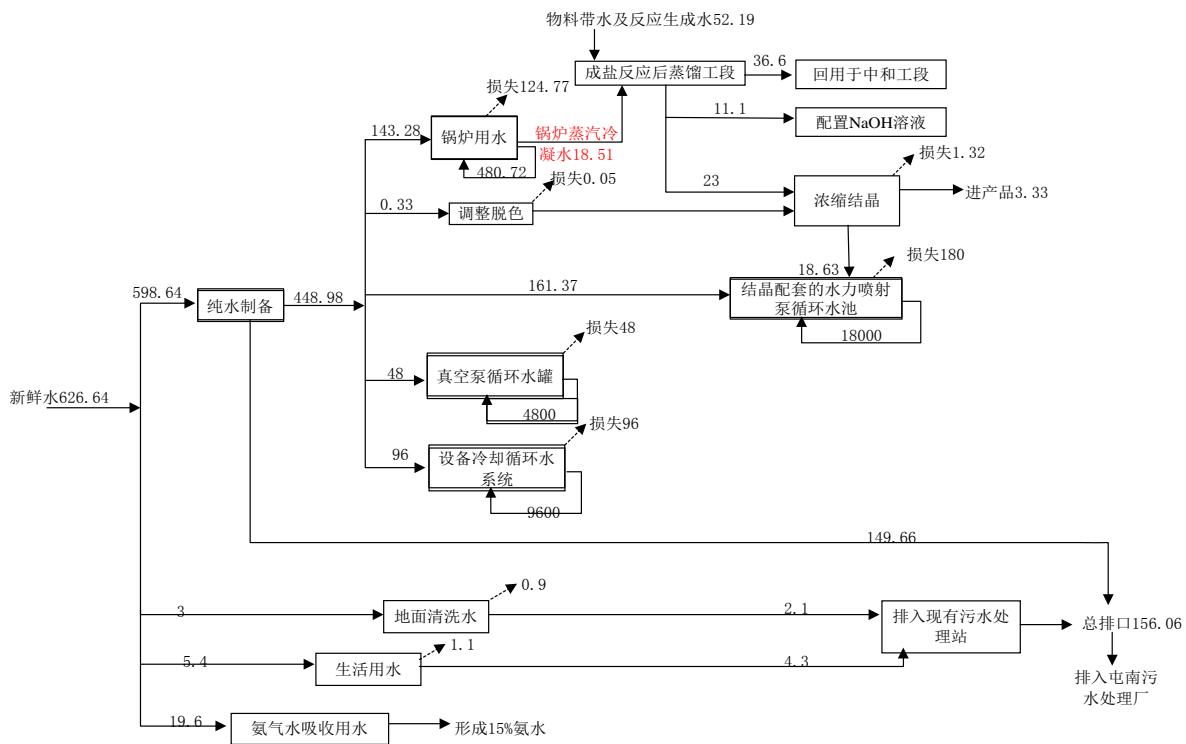 物料带水及反应生成水52.19
成盐反应后蒸馏工段
36.6
回用于中和工段
损失124.77
11.1
配置NaOH溶液
143.28
锅炉用水
锅炉蒸汽冷
凝水18.51
480.72
损失0.05
损失1.32
23
浓缩结晶
进产品3.33
0.33
调整脱色
18.63
损失180
598.64
纯水制备
448.98
161.37
结晶配套的水力喷射
泵循环水池
18000
损失48
新鲜水626.64
48
真空泵循环水罐
4800
损失96
96
设备冷却循环水
系统
9600
149.66
0.9
3
地面清洗水
2.1
排入现有污水处
理站
总排口156.06
1.1
5.4
生活用水
4.3
排入屯南污
水处理厂
19.6
氨气水吸收用水
形成15%氨水